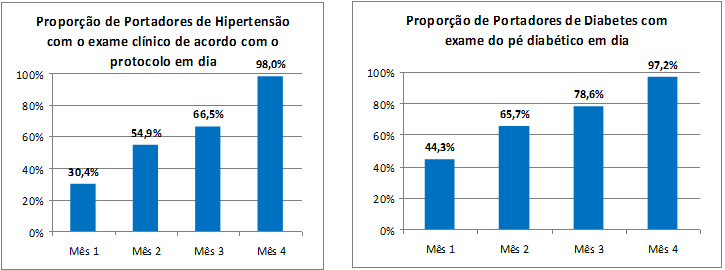 Proporção de Portadores de Hipertensão
com o exame clínico de acordo com o
protocolo em dia
100%
80%
60%
40%
20%
0%
30,4%
54,9%
66,5%
98,0%
Mês 1
Mês 2
Mês 3
Mês 4
Proporção de Portadores de Diabetes com
exame do pé diabético em dia
100%
80%
60%
40%
20%
0%
44,3%
65,7%
78,6%
97,2%
Mês 1
Mês 2
Mês 3
Mês 4